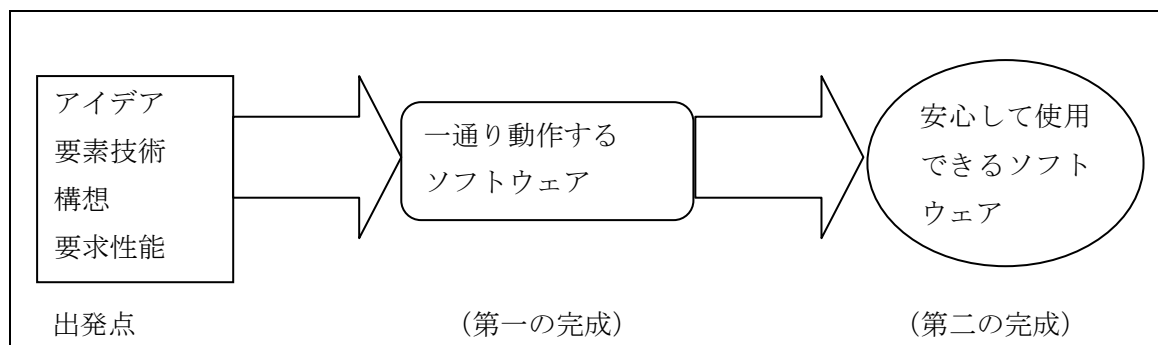 アイデア
要素技術
構想
要求性能
一通り動作する
ソフトウェア
安心して使用
できるソフト
ウェア
出発点
(第一の完成)
(第二の完成)